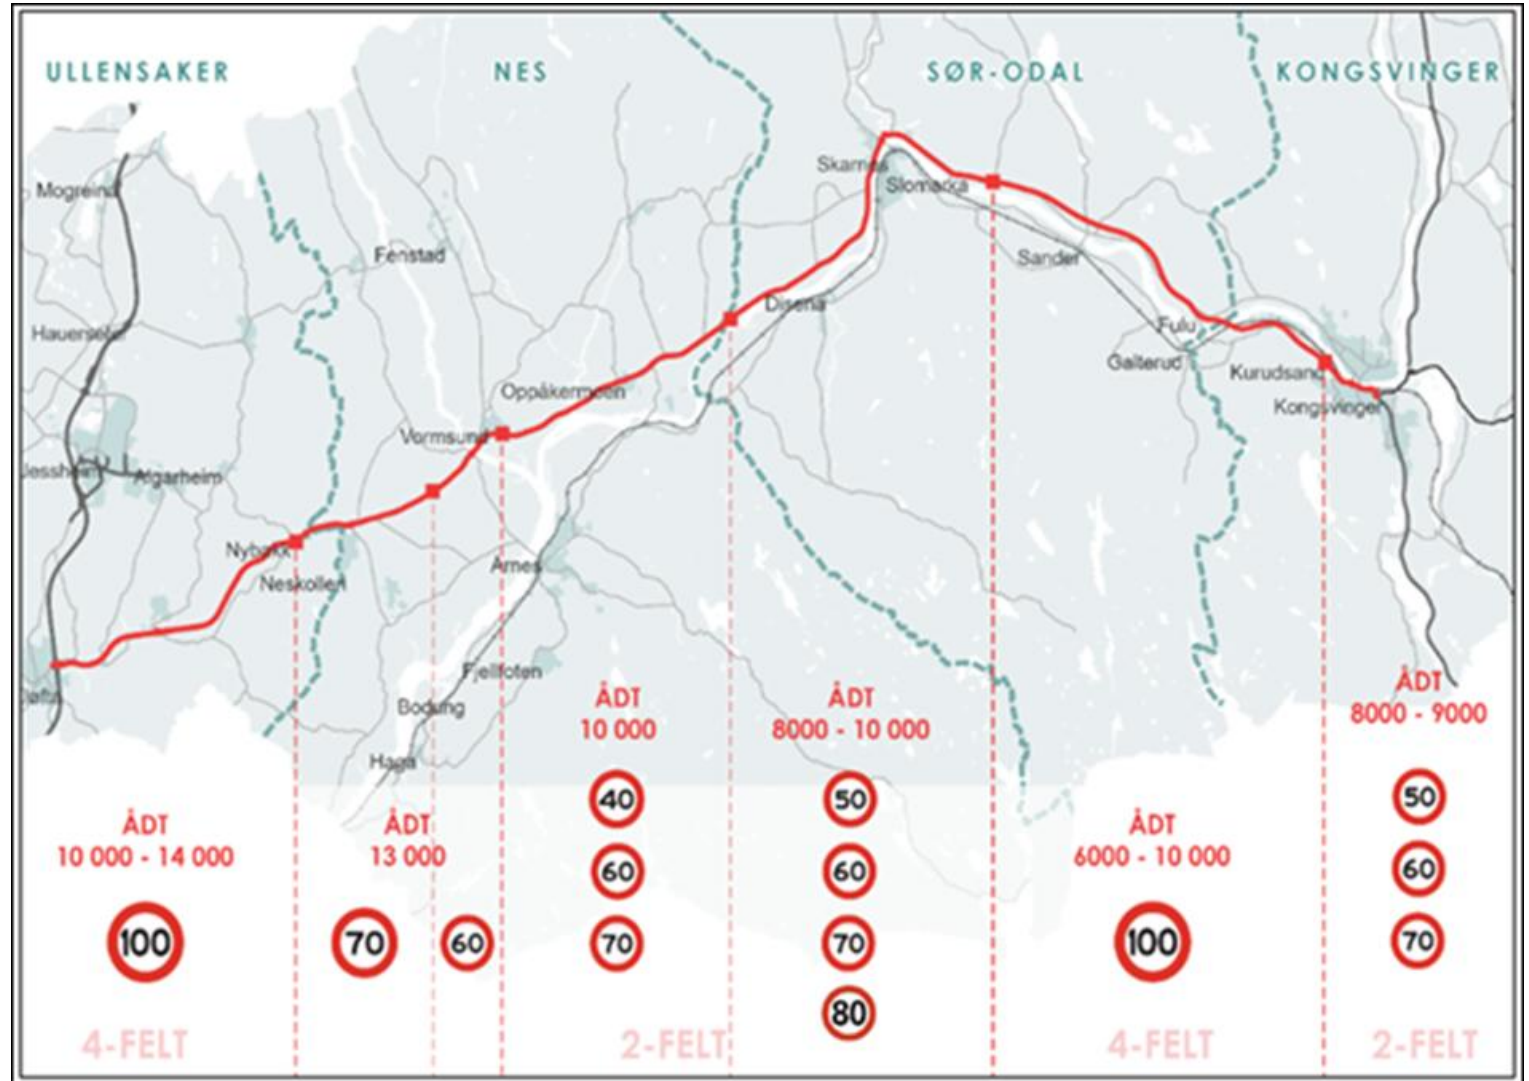 ULLENSAKER
NES
SØR-ODAL
KONGSVINGER
Skarnes
Slomarka
Mogreina
Fenstad
Sander
Disena
Fulu
Hauerseter
Galterud
Kurudsand
Oppåkermoen
Kongsvinger
Vormsund
Algarheim
Nybakk
Neskollen
Årnes
Fjellfoten
Bodung
Haga
ÅDT
10 000 - 14 000
100
ÅDT
13 000
70
60
ÅDT
10 000
40
60
70
ÅDT
8000 - 10 000
50
60
70
80
ÅDT
6000 - 10 000
100
ÅDT
8000 - 9000
50
60
70
4-FELT
2-FELT
4-FELT
2-FELT